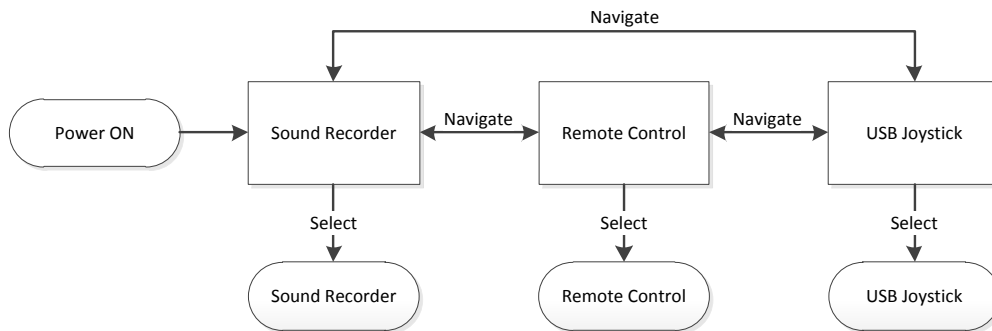 Navigate
Power ON
Sound Recorder
Navigate
Remote Control
Navigate
USB Joystick
Select
Select
Select
Sound Recorder
Remote Control
USB Joystick